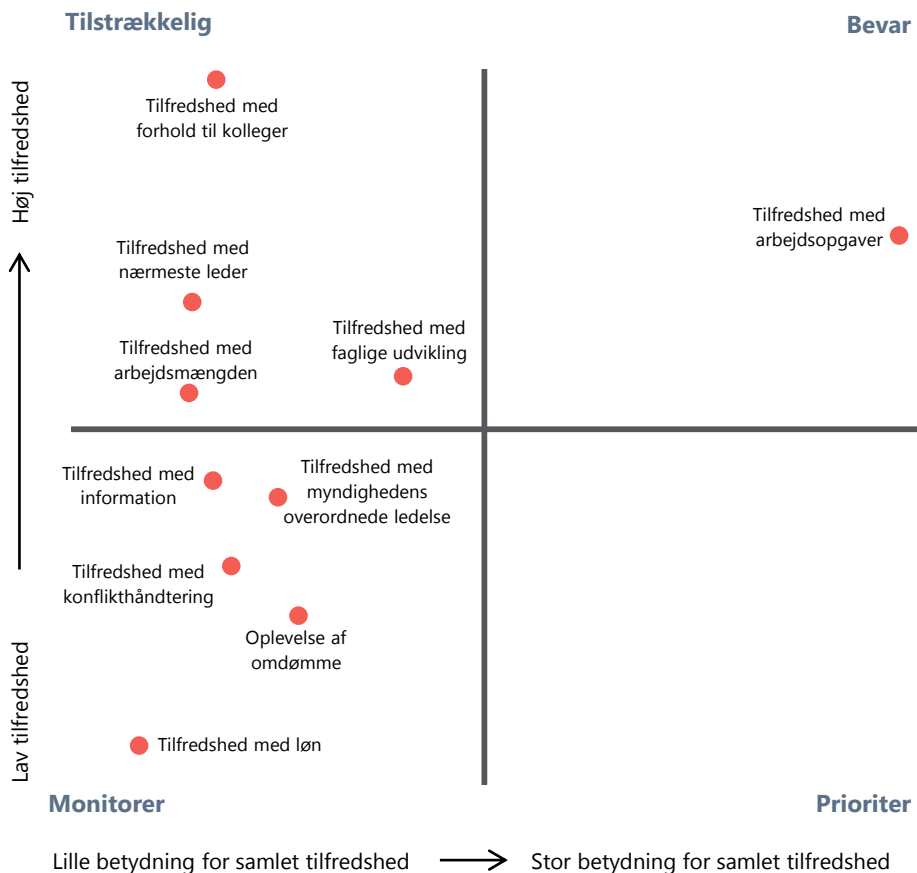 Tilstrækkelig
Bevar
Høj tilfredshed
Tilfredshed med
forhold til kolleger
Tilfredshed med
arbejdsopgaver
Tilfredshed med
nærmeste leder
Tilfredshed med
faglige udvikling
Tilfredshed med
arbejdsmængden
Tilfredshed med
information
Tilfredshed med
myndighedens
overordnede ledelse
Tilfredshed med
konflikthåndtering
Oplevelse af
omdømme
Lav tilfredshed
Tilfredshed med løn
Monitorer
Prioriter
Lille betydning for samlet tilfredshed
Stor betydning for samlet tilfredshed